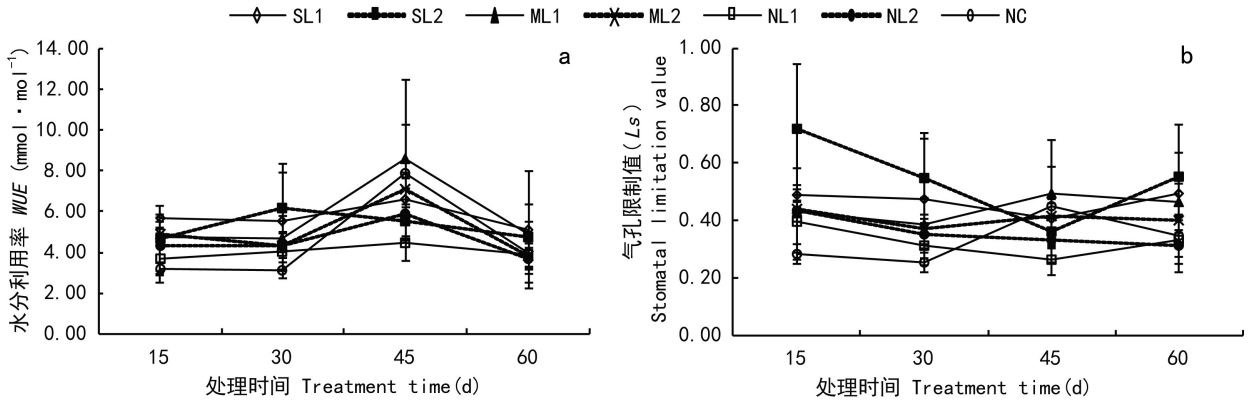 SL1 SL2 ML1 ML2 NL1 NL2 NC
a
水分利用率 WUE (mmol·mol⁻¹)
14.00
12.00
10.00
8.00
6.00
4.00
2.00
0.00
15 30 45 60
处理时间 Treatment time(d)
b
气孔限制值(Ls)
Stomatal limitation value
1.00
0.80
0.60
0.40
0.20
0.00
15 30 45 60
处理时间 Treatment time(d)